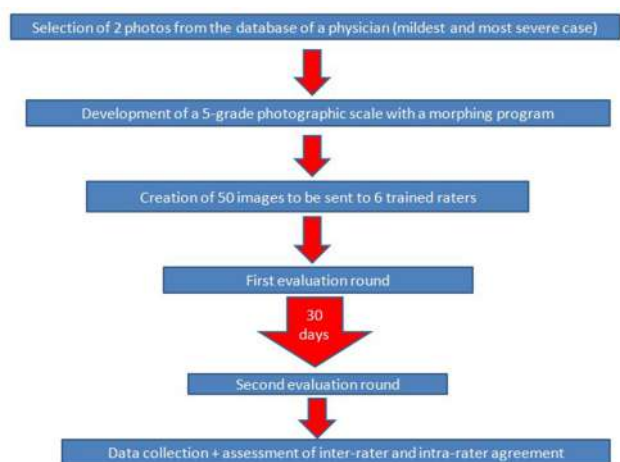 Selection of 2 photos from the database of a physician (mildest and most severe case)
Development of a 5-grade photographic scale with a morphing program
Creation of 50 images to be sent to 6 trained raters
First evaluation round
30
days
Second evaluation round
Data collection + assessment of inter-rater and intra-rater agreement